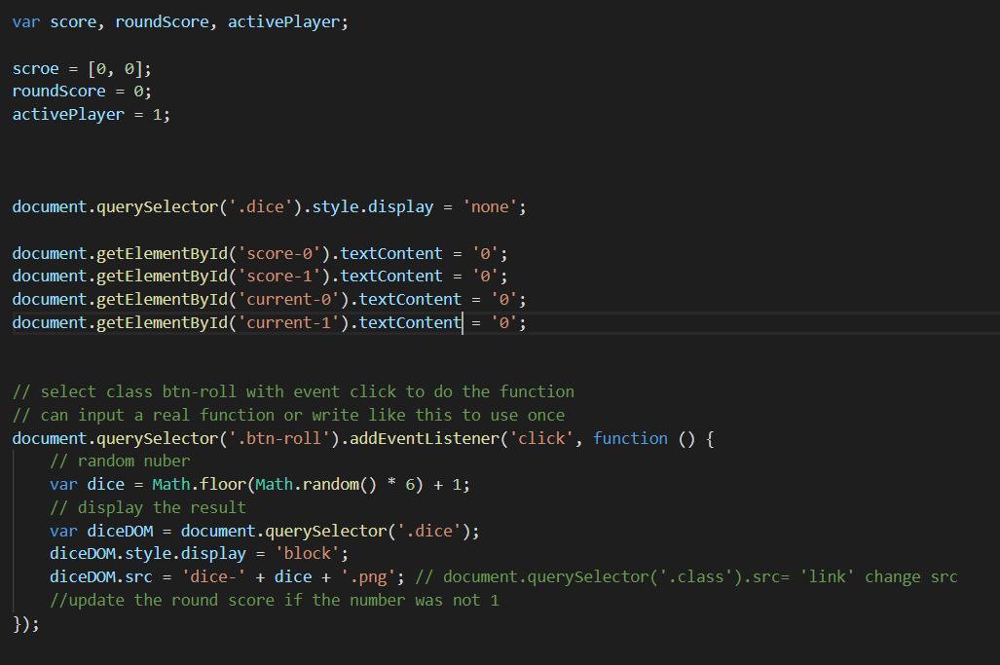 var score, roundScore, activePlayer;
scroe = [0, 0];
roundScore = 0;
activePlayer = 1;
document.querySelector('.dice').style.display = 'none';
document.getElementById('score-0').textContent = '0';
document.getElementById('score-1').textContent = '0';
document.getElementById('current-0').textContent = '0';
document.getElementById('current-1').textContent = '0';
// select class btn-roll with event click to do the function
// can input a real function or write like this to use once
document.querySelector('.btn-roll').addEventListener('click', function () {
    // random nuber
    var dice = Math.floor(Math.random() * 6) + 1;
    // display the result
    var diceDOM = document.querySelector('.dice');
    diceDOM.style.display = 'block';
    diceDOM.src = 'dice-' + dice + '.png'; // document.querySelector('.class').src= 'link' change src
    //update the round score if the number was not 1
});